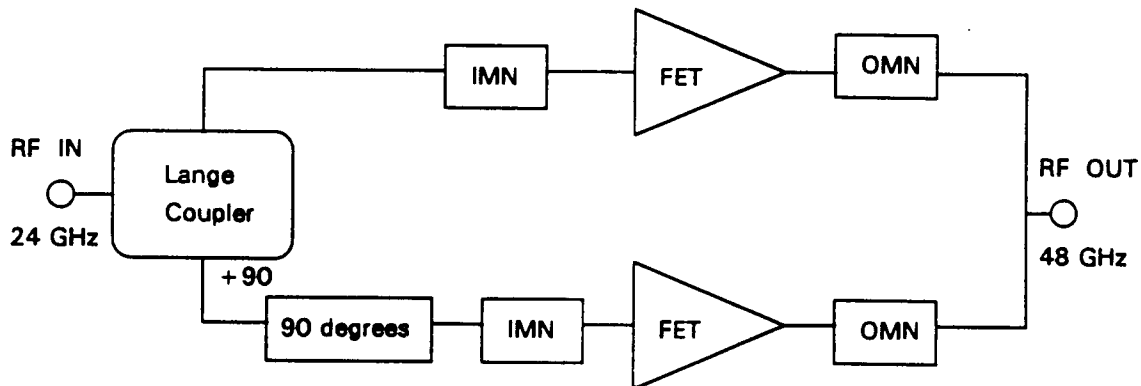 IMN
FET
OMN
RF IN
24 GHz
Lange
Coupler
+90
90 degrees
IMN
FET
OMN
RF OUT
48 GHz